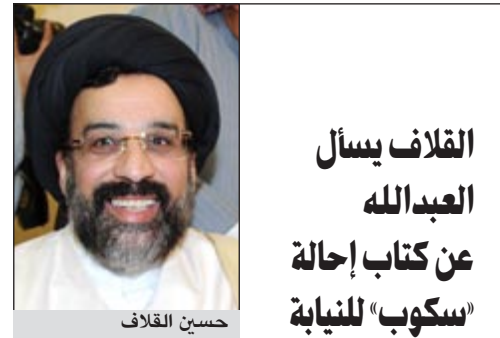 القلاف يسأل
العبدالله
عن كتاب إحالة
«سكوب» للنيابة
حسين القلاف